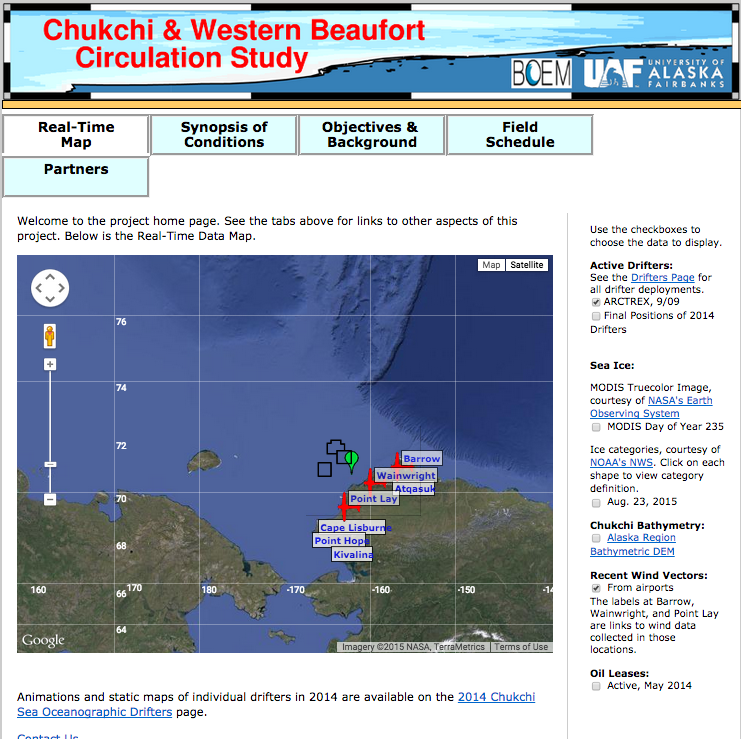 Chukchi & Western Beaufort
Circulation Study
BOEM
UAF
UNIVERSITY OF
ALASKA
FAIRBANKS
Real-Time
Map
Synopsis of
Conditions
Objectives &
Background
Field
Schedule
Partners
Welcome to the project home page. See the tabs above for links to other aspects of this
project. Below is the Real-Time Data Map.
Map
Satellite
76
74
72
70
68
66
64
160
170
180
-170
-160
-150
-14
Barrow
Wainwright
Atqasuk
Point Lay
Cape Lisburne
Point Hope
Kivalina
Google
Imagery ©2015 NASA, TerraMetrics
Terms of Use
Animations and static maps of individual drifters in 2014 are available on the 2014 Chukchi
Sea Oceanographic Drifters page.
Contact Us
Use the checkboxes to
choose the data to display.
Active Drifters:
See the Drifters Page for
all drifter deployments.
ARCTREX, 9/09
Final Positions of 2014
Drifters
Sea Ice:
MODIS Truecolor Image,
courtesy of NASA's Earth
Observing System
MODIS Day of Year 235
Ice categories, courtesy of
NOAA's NWS. Click on each
shape to view category
definition.
Aug. 23, 2015
Chukchi Bathymetry:
Alaska Region
Bathymetric DEM
Recent Wind Vectors:
From airports
The labels at Barrow,
Wainwright, and Point Lay
are links to wind data
collected in those
locations.
Oil Leases:
Active, May 2014